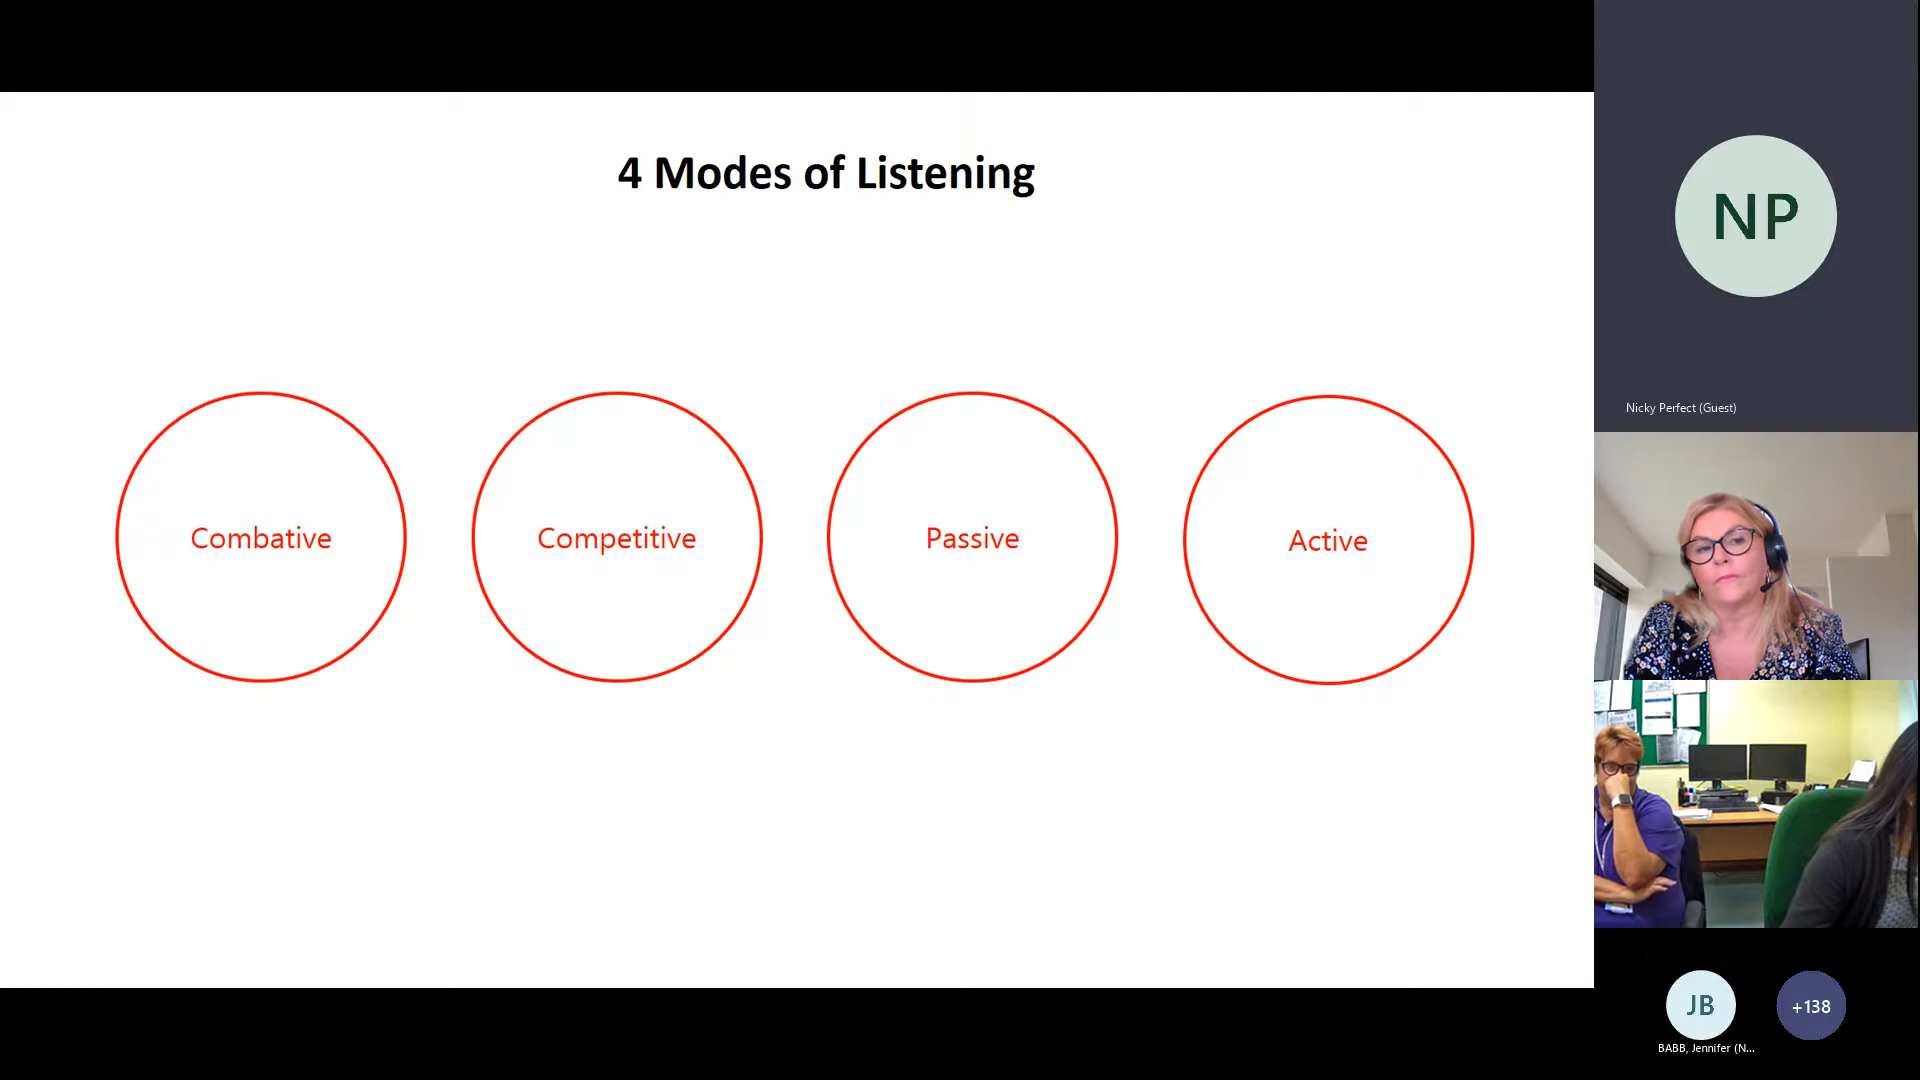 4 Modes of Listening
Combative
Competitive
Passive
Active
NP
Nicky Perfect (Guest)
JB
+138
BABB, Jennifer (N...